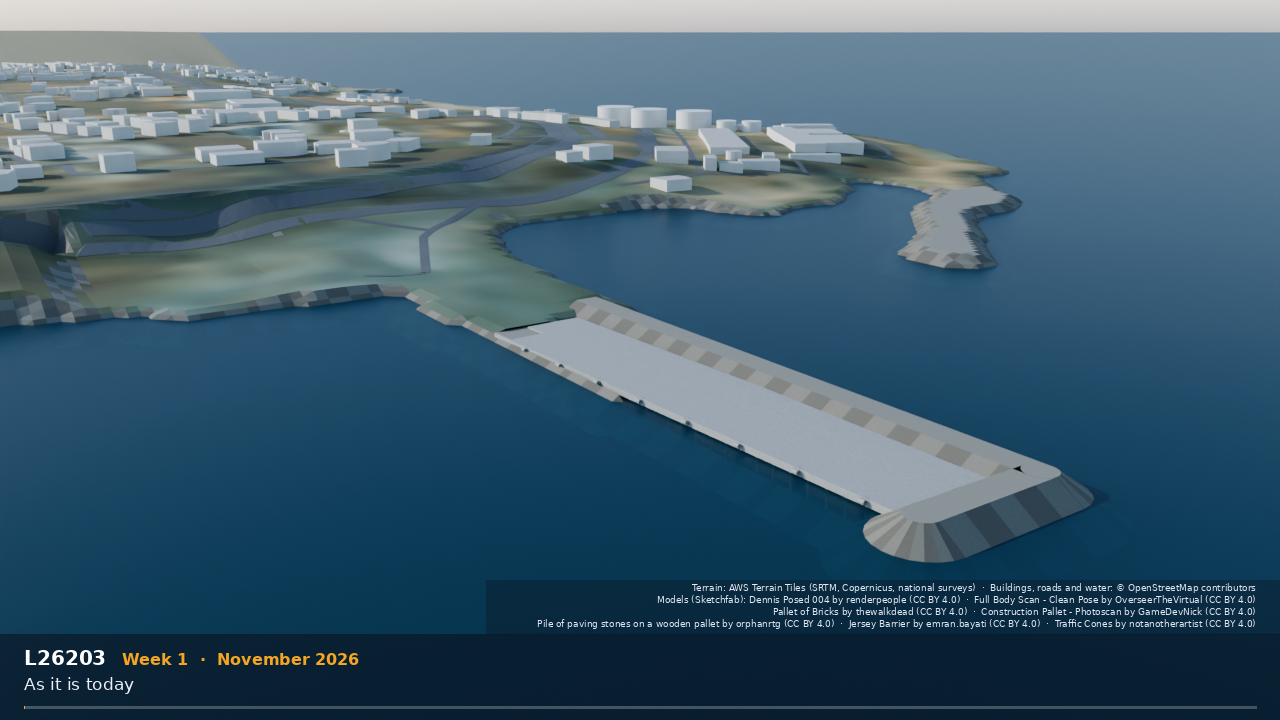 Terrain: AWS Terrain Tiles (SRTM, Copernicus, national surveys)  ·  Buildings, roads and water: © OpenStreetMap contributors
Models (Sketchfab): Dennis Posed 004 by renderpeople (CC BY 4.0)  ·  Full Body Scan - Clean Pose by OverseerTheVirtual (CC BY 4.0)
Pallet of Bricks by thewalkdead (CC BY 4.0)  ·  Construction Pallet - Photoscan by GameDevNick (CC BY 4.0)
Pile of paving stones on a wooden pallet by orphanrtg (CC BY 4.0)  ·  Jersey Barrier by emran.bayati (CC BY 4.0)  ·  Traffic Cones by notanotherartist (CC BY 4.0)
L26203  Week 1  ·  November 2026
As it is today